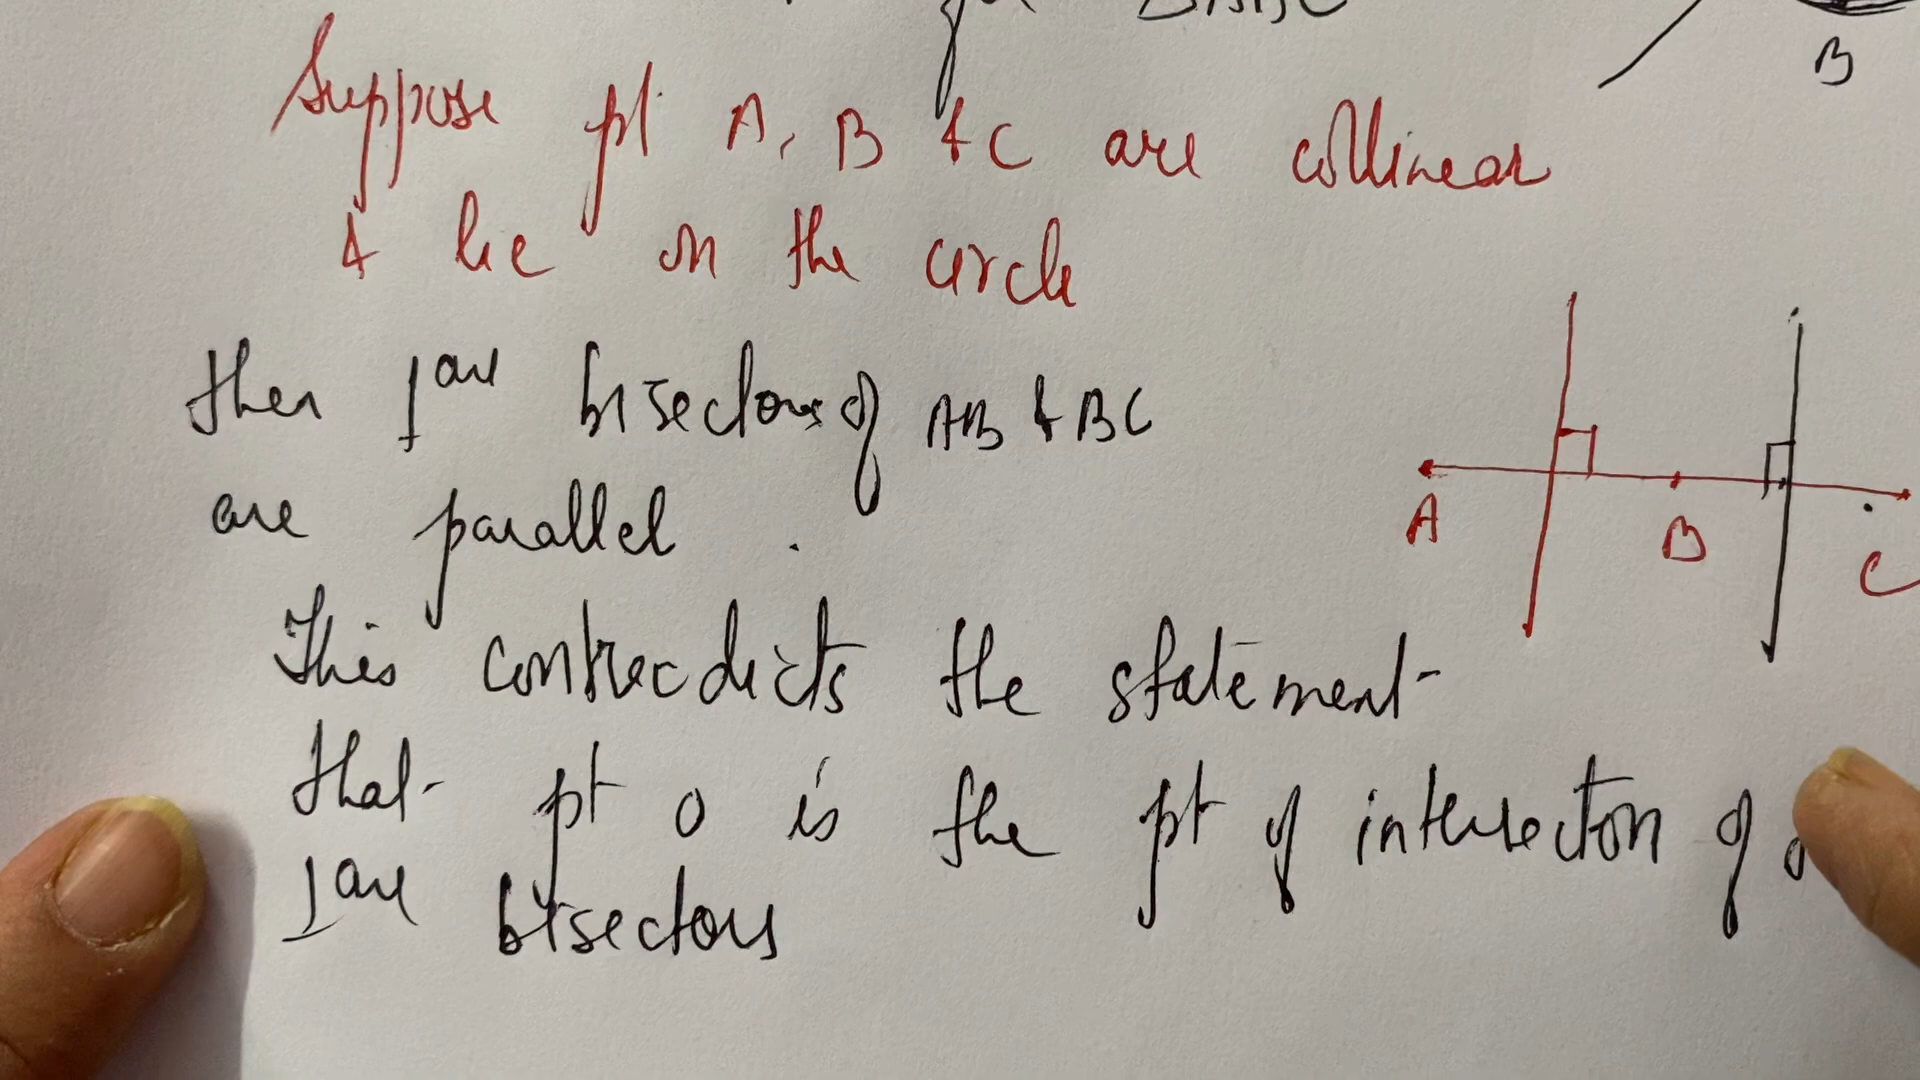 B
Suppose pt A, B & C are collinear
& lie on the circle
then ⊥ar bisectors of AB & BC
are parallel.
A B C
This contradicts the statement
that pt O is the pt of intersection of
⊥ar bisectors